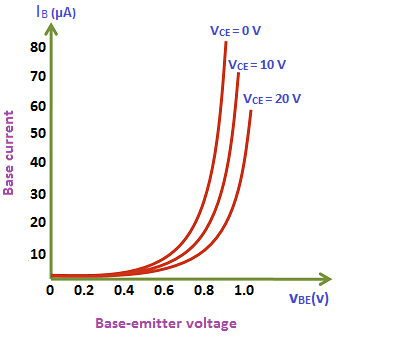 IB (µA)
VCE = 0 V
VCE = 10 V
VCE = 20 V
80
70
60
50
40
30
20
10
Base current
0 0.2 0.4 0.6 0.8 1.0
VBE(v)
Base-emitter voltage